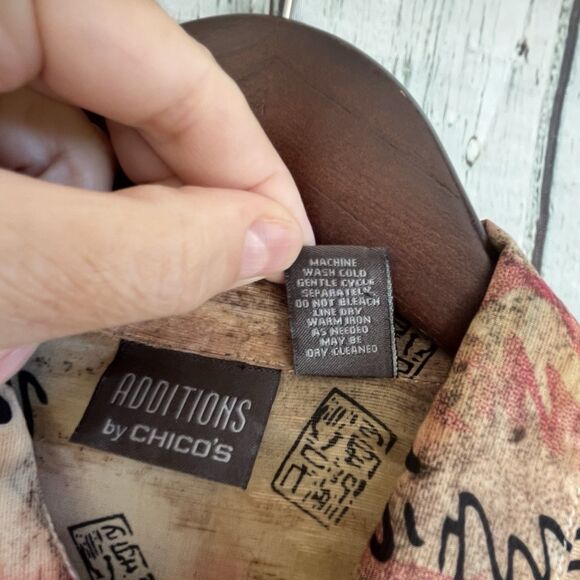 MACHINE
WASH COLD
GENTLE CYCLE
SEPARATELY
DO NOT BLEACH
LINE DRY
WARM IRON
AS NEEDED
MAY BE
DRY CLEANED
ADDITIONS
by CHICO'S